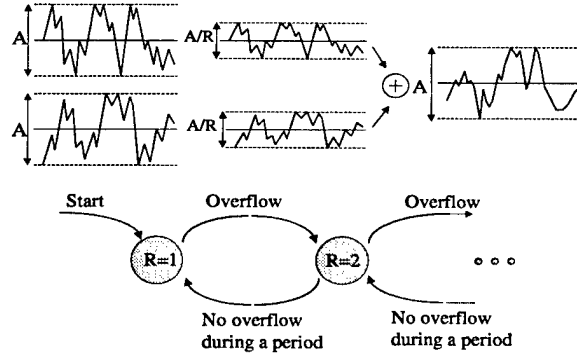 A
A/R
A
A
A/R
+
Start
Overflow
Overflow
R=1
R=2
No overflow
during a period
No overflow
during a period